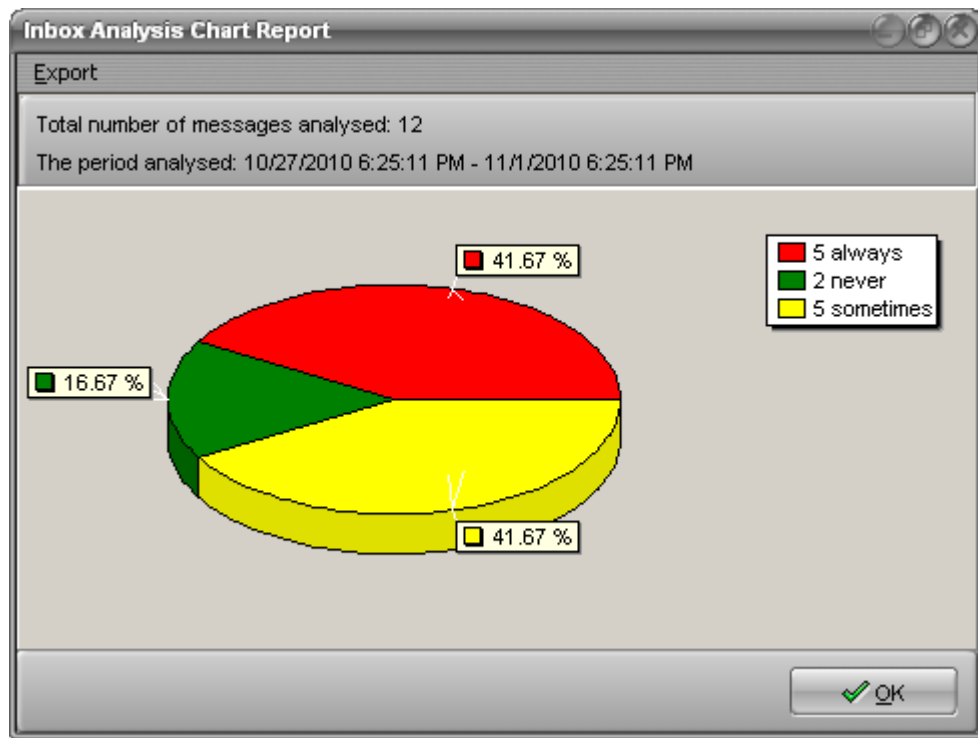 Inbox Analysis Chart Report
Export
Total number of messages analysed: 12
The period analysed: 10/27/2010 6:25:11 PM - 11/1/2010 6:25:11 PM
41.67 %
5 always
2 never
5 sometimes
16.67 %
41.67 %
OK